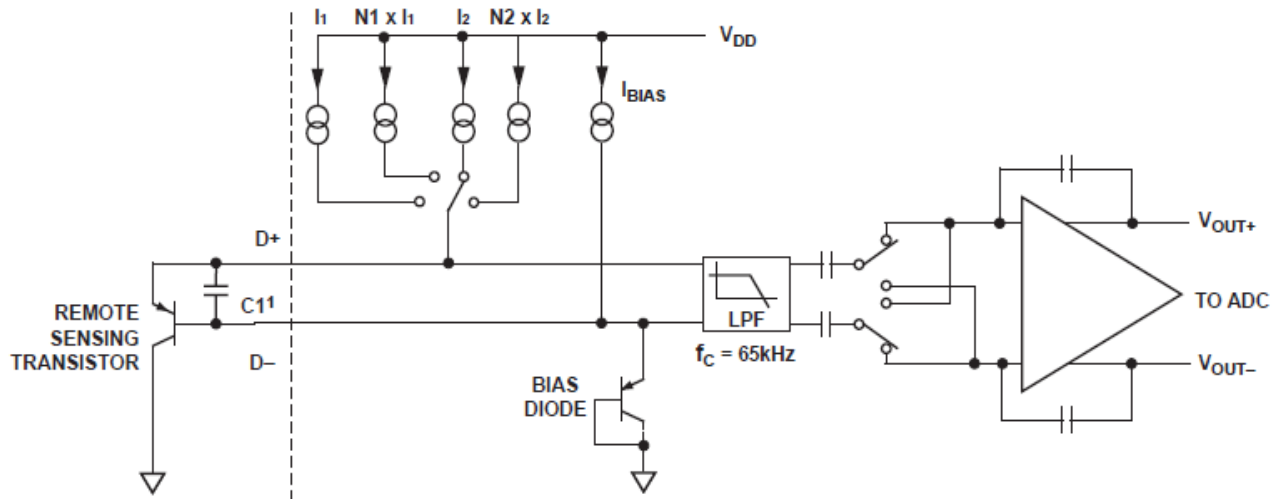 I1 N1 x I1 I2 N2 x I2
VDD
IBIAS
D+
C1¹
REMOTE
SENSING
TRANSISTOR
D–
LPF
fC = 65kHz
BIAS
DIODE
VOUT+
TO ADC
VOUT–